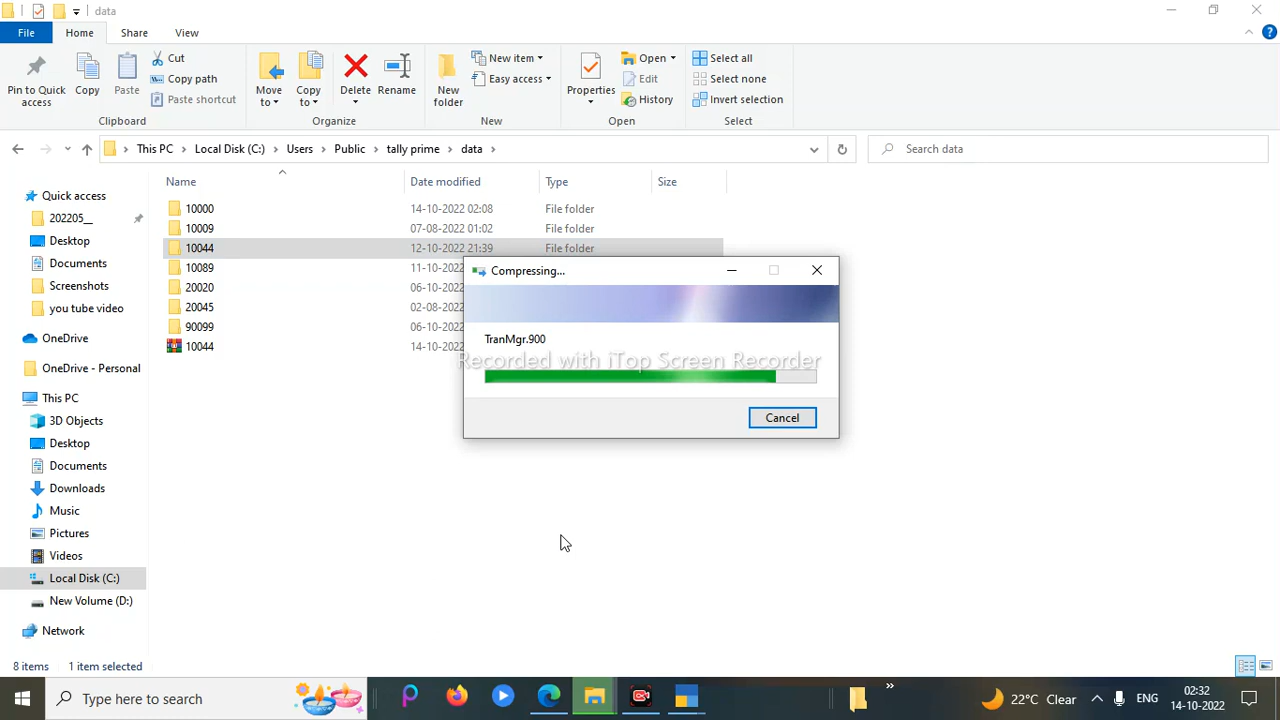 data
File Home Share View
Pin to Quick access
Copy
Paste
Cut
Copy path
Paste shortcut
Clipboard
Move to
Copy to
Delete
Rename
Organize
New folder
New item
Easy access
New
Properties
Open
Edit
History
Open
Select all
Select none
Invert selection
Select
This PC > Local Disk (C:) > Users > Public > tally prime > data >
Search data
Name Date modified Type Size
10000 14-10-2022 02:08 File folder
10009 07-08-2022 01:02 File folder
10044 12-10-2022 21:39 File folder
10089 11-10-2022
20020 06-10-2022
20045 02-08-2022
90099 06-10-2022
10044 14-10-2022
Quick access
202205__
Desktop
Documents
Screenshots
you tube video
OneDrive
OneDrive - Personal
This PC
3D Objects
Desktop
Documents
Downloads
Music
Pictures
Videos
Local Disk (C:)
New Volume (D:)
Network
Compressing...
TranMgr.900
Recorded with iTop Screen Recorder
Cancel
8 items 1 item selected
Type here to search
22°C Clear
ENG
02:32
14-10-2022